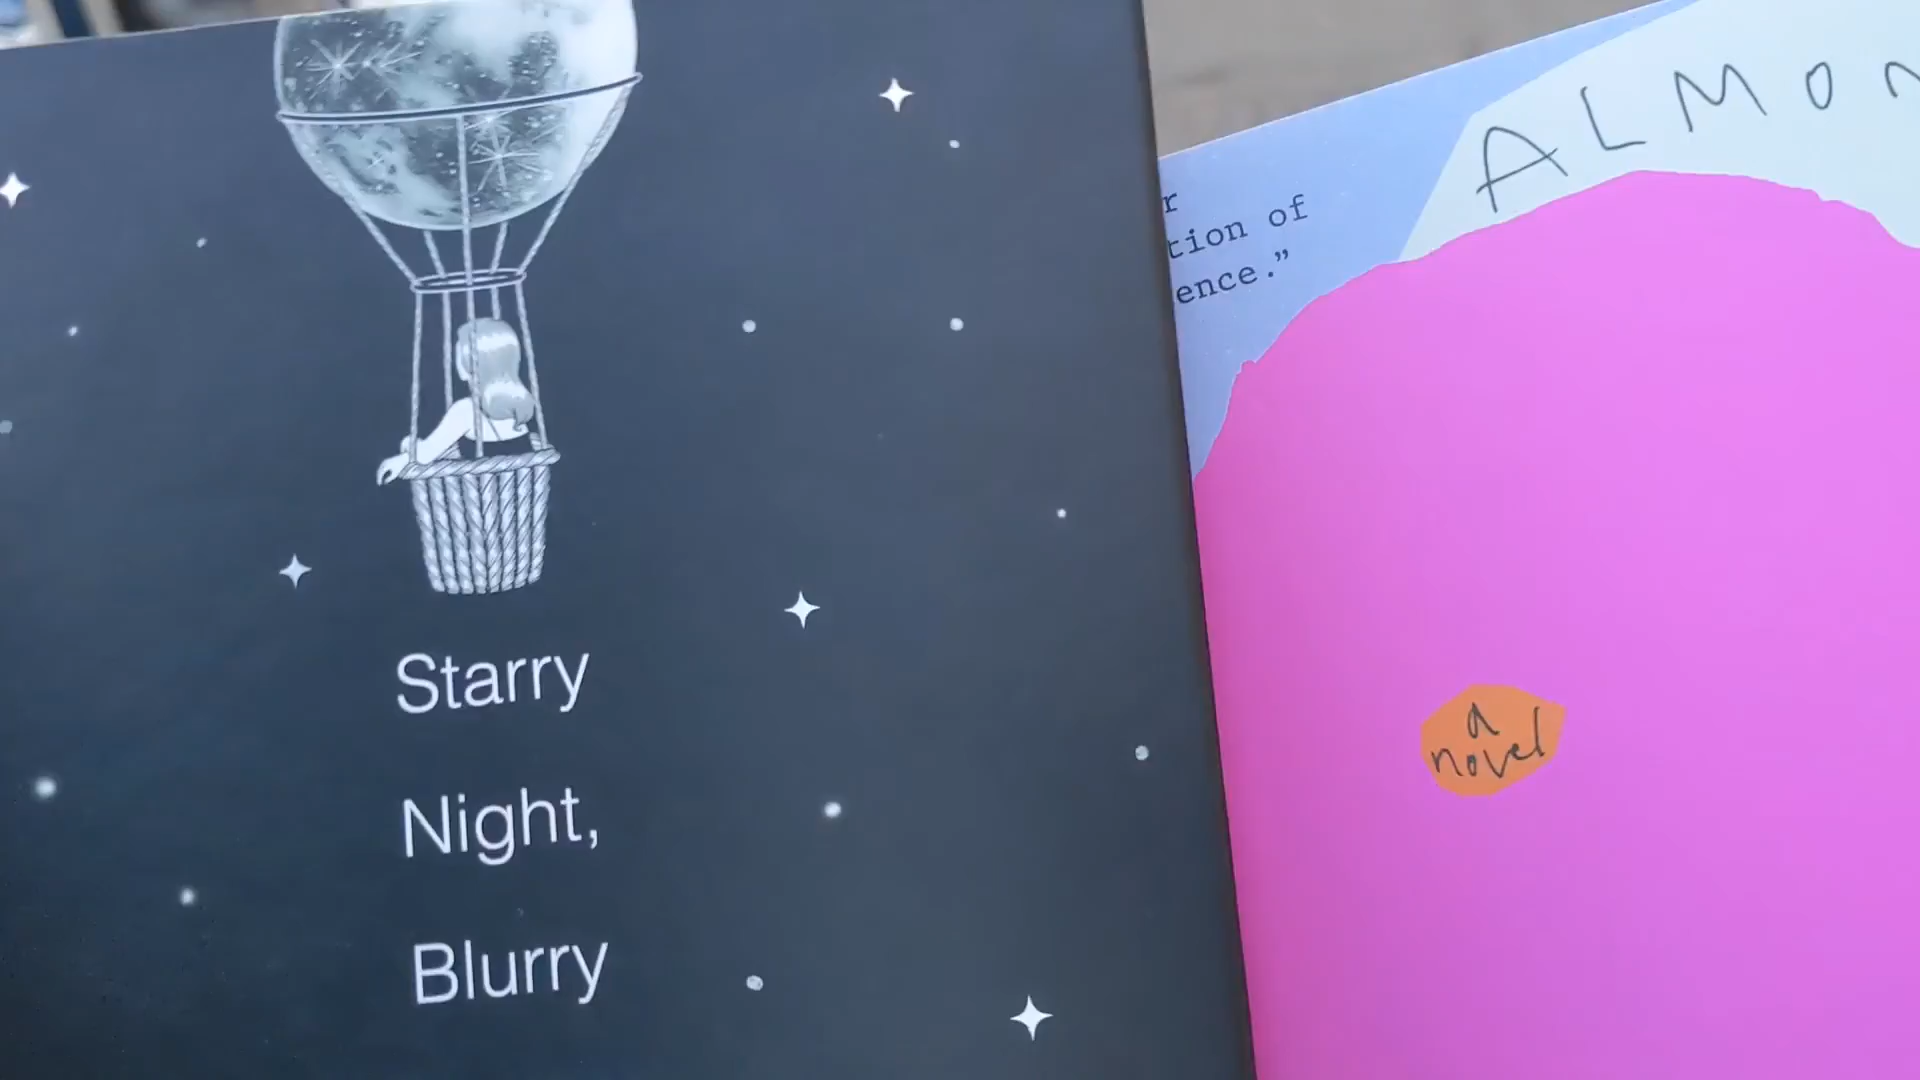 Starry
Night,
Blurry
ALMON
r
tion of
ence.”
a
novel